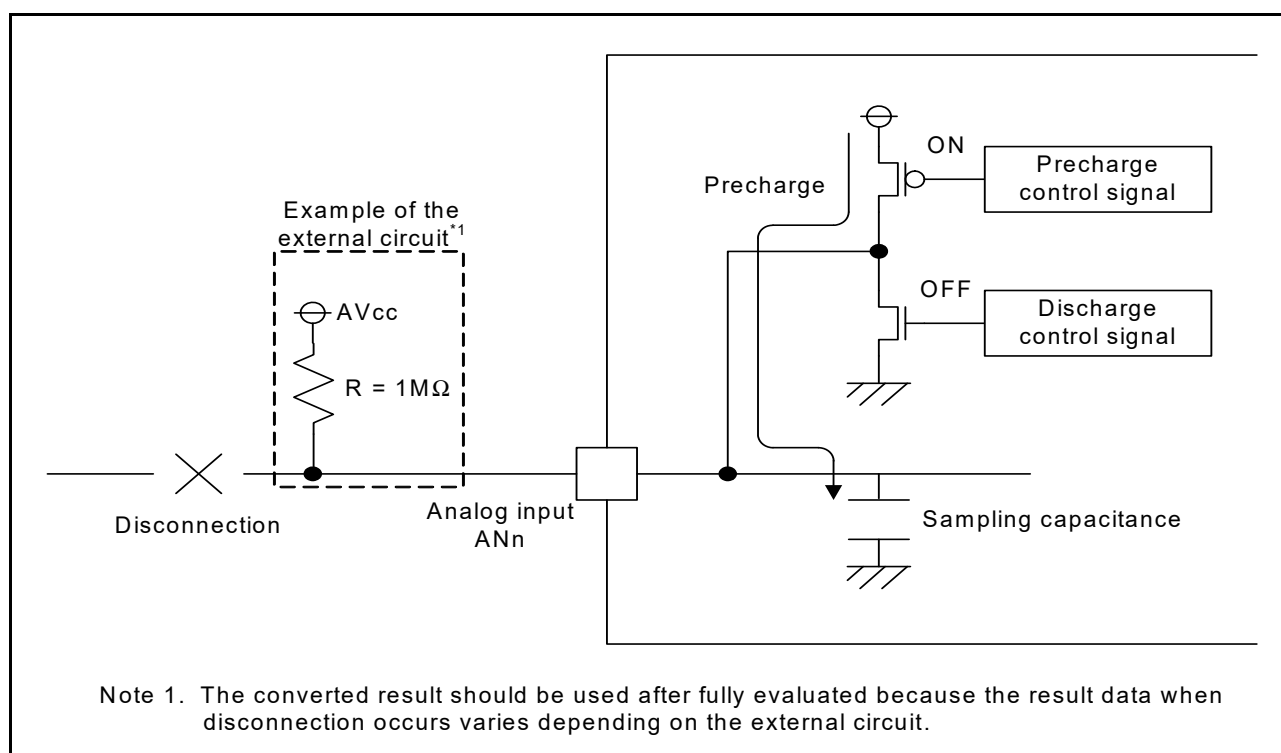 ON
Precharge
Precharge
control signal
Example of the
external circuit*1
OFF
Discharge
control signal
AVcc
R = 1MΩ
Disconnection
Analog input
ANn
Sampling capacitance
Note 1. The converted result should be used after fully evaluated because the result data when
disconnection occurs varies depending on the external circuit.